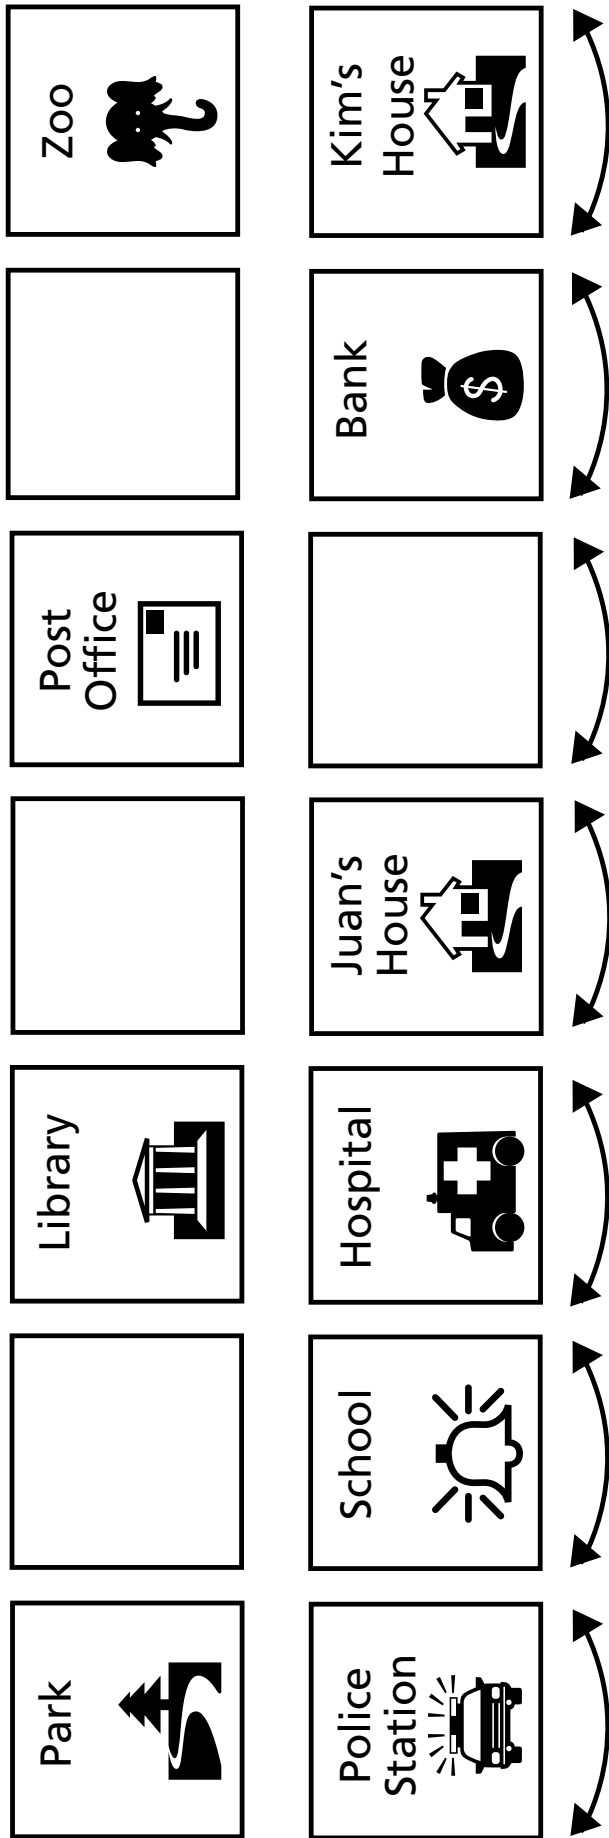 Park
Library
Post
Office
Zoo
Police
Station
School
Hospital
Juan's
House
Bank
$
Kim's
House